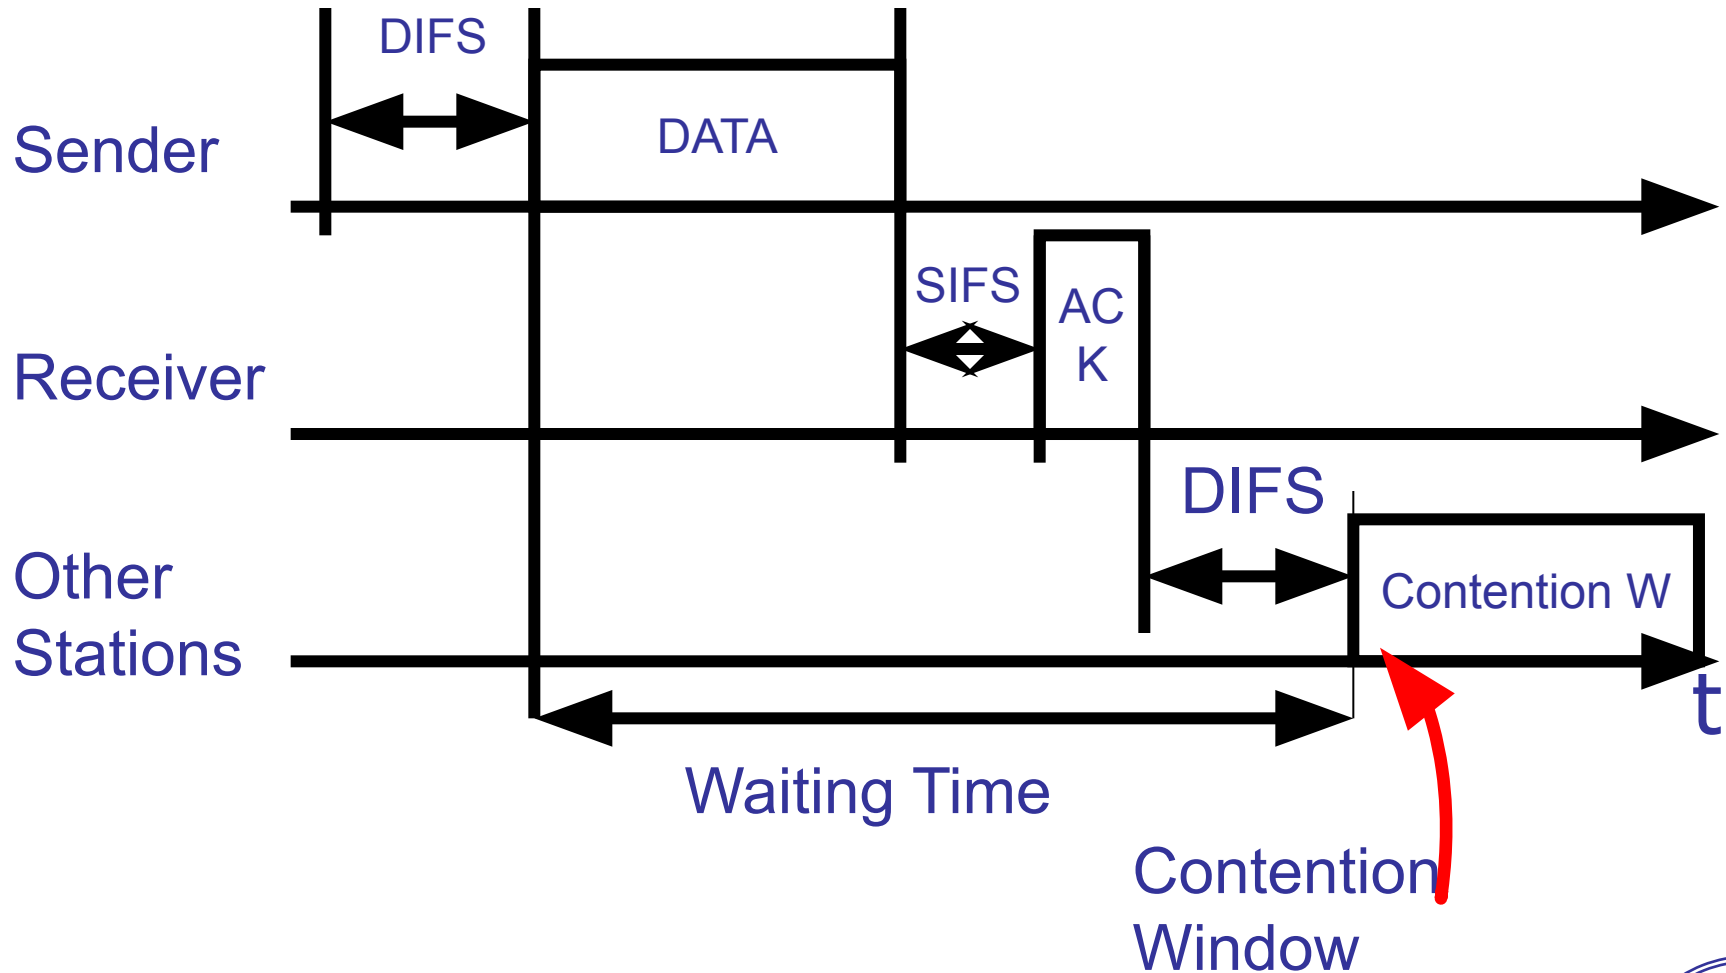 DIFS
Sender
DATA
SIFS
AC
K
Receiver
DIFS
Other
Stations
Contention W
t
Waiting Time
Contention
Window